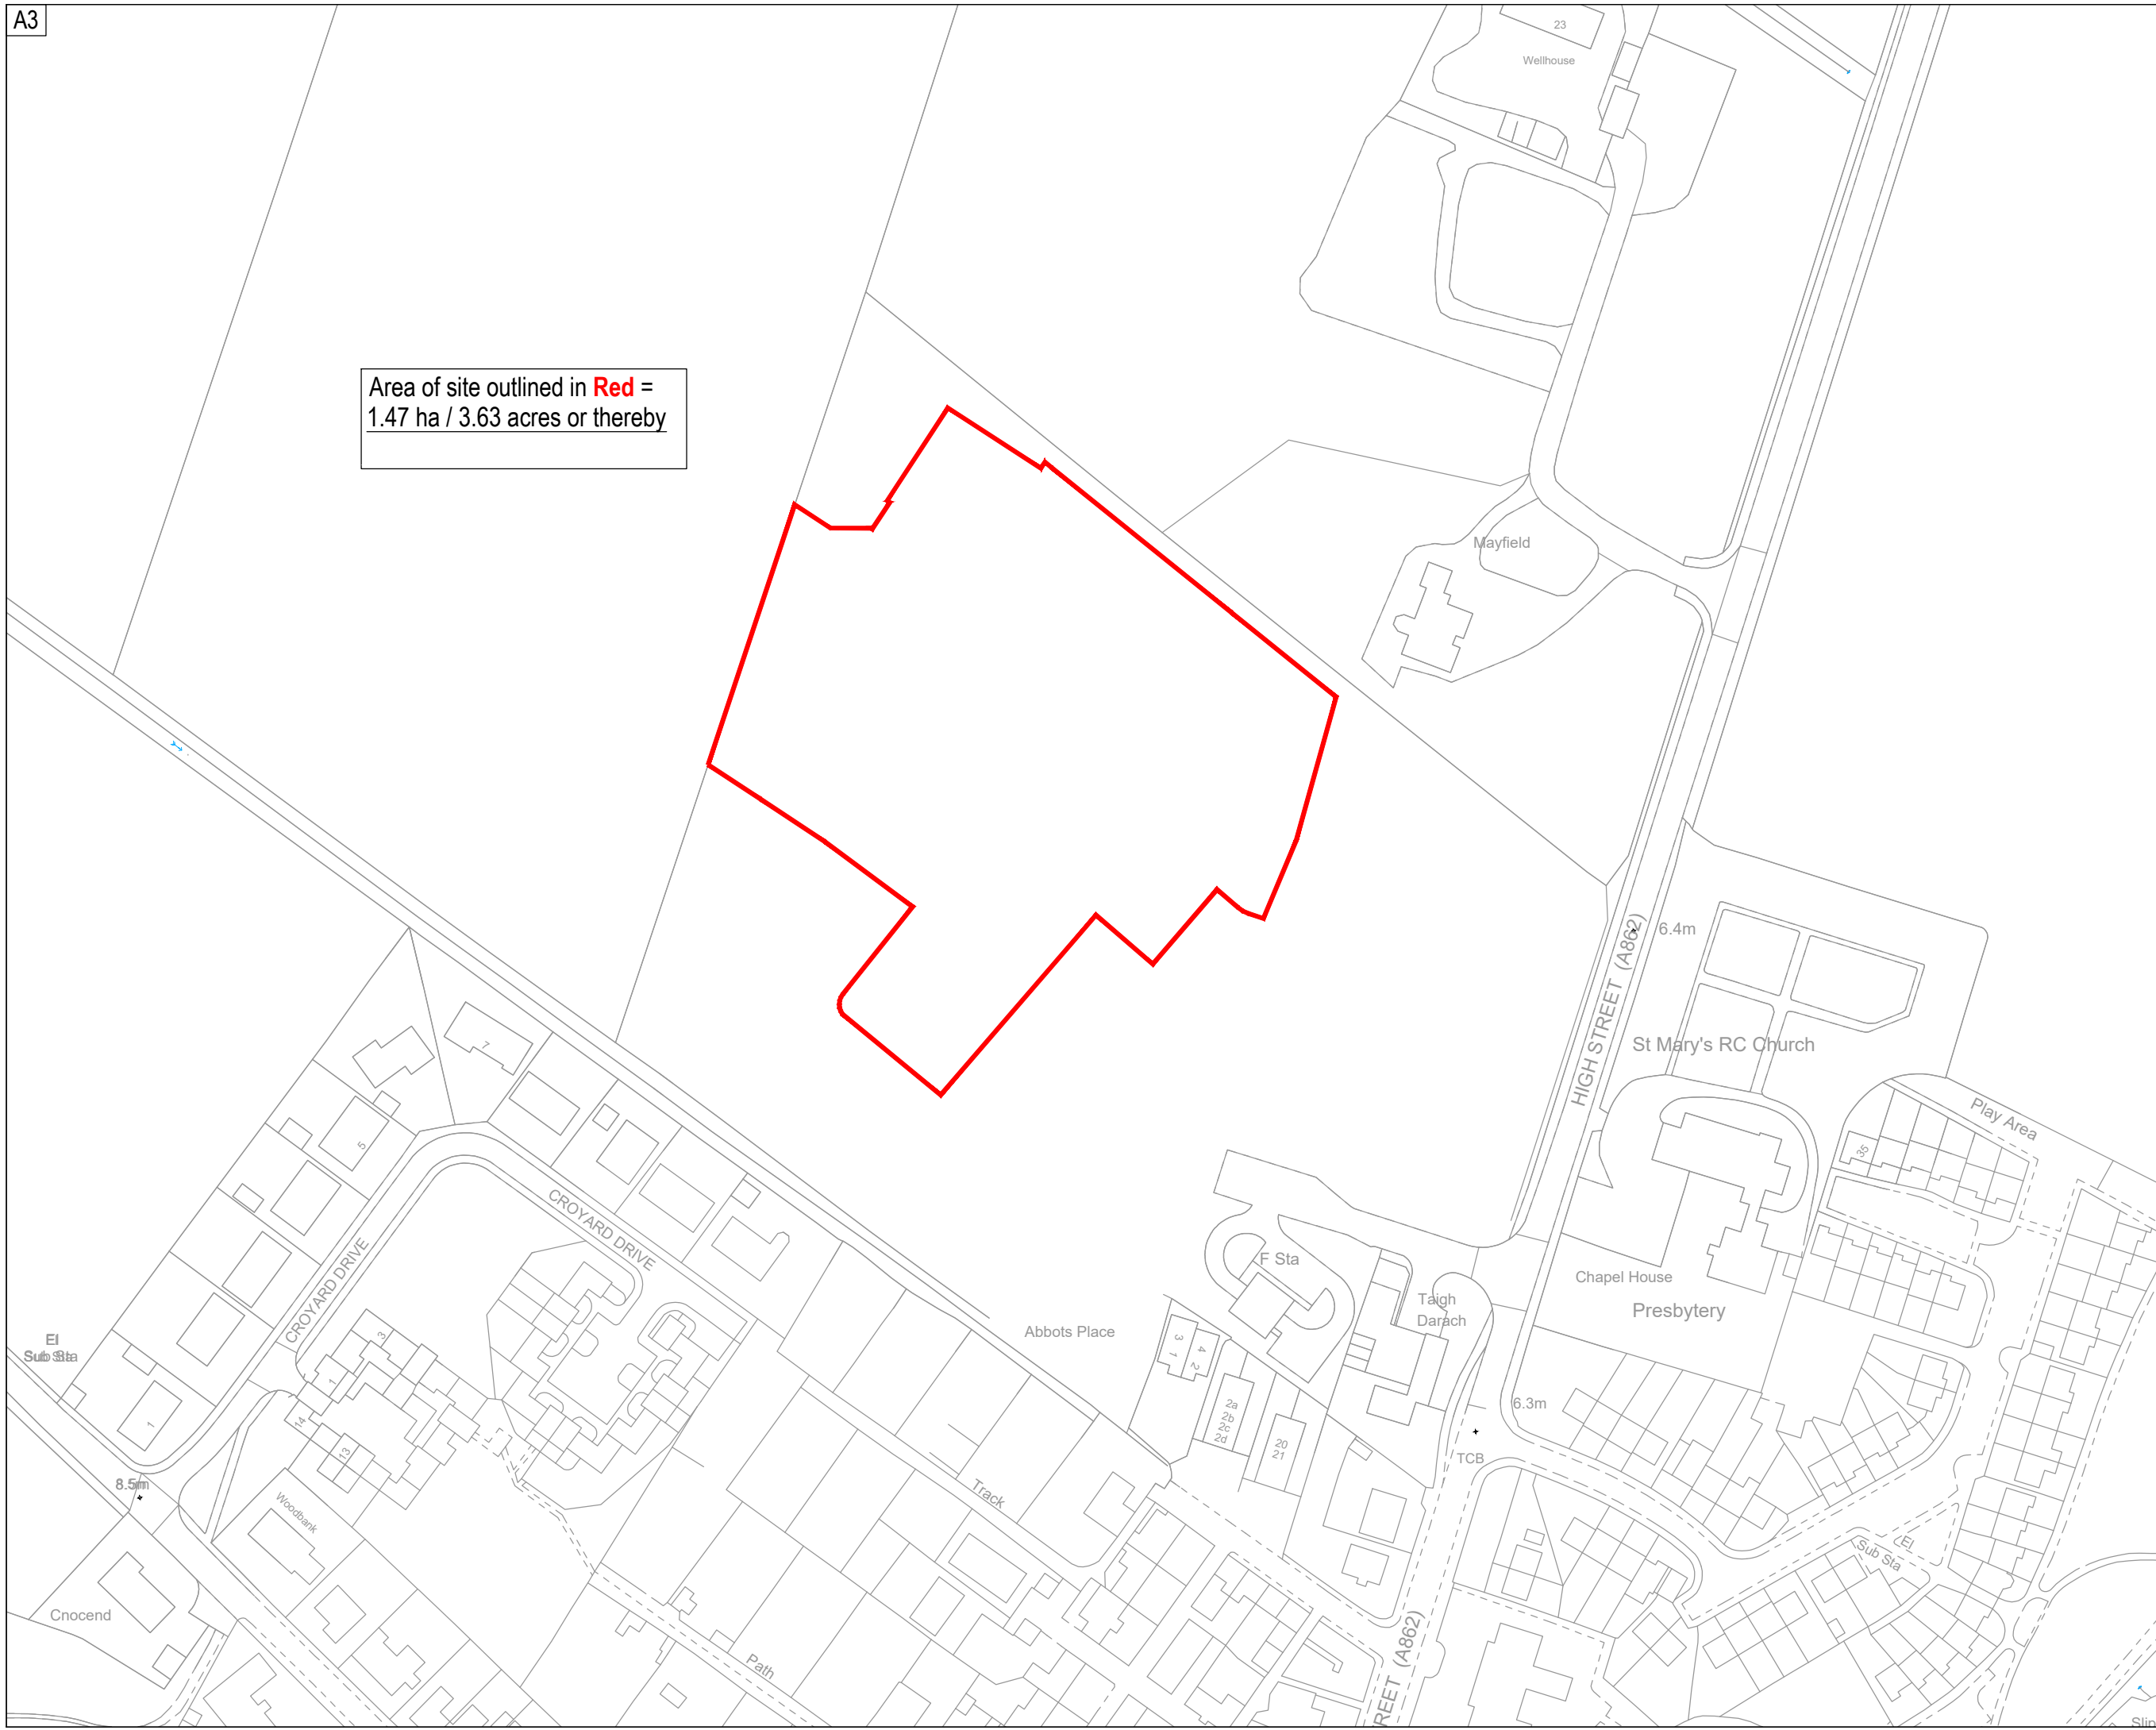 A3
23
Wellhouse
Area of site outlined in Red =
1.47 ha / 3.63 acres or thereby
Mayfield
HIGH STREET (A862)
6.4m
St Mary's RC Church
Play Area
35
7
5
CROYARD DRIVE
CROYARD DRIVE
F Sta
Chapel House
Taigh
Darach
Presbytery
Abbots Place
El
Sub Sta
3
1
4
2
3
1
1
14
13
2a
2b
2c
2d
20
21
6.3m
TCB
8.5m
Woodbank
Track
El
Sub Sta
Cnocend
Path
REET (A862)
Slip